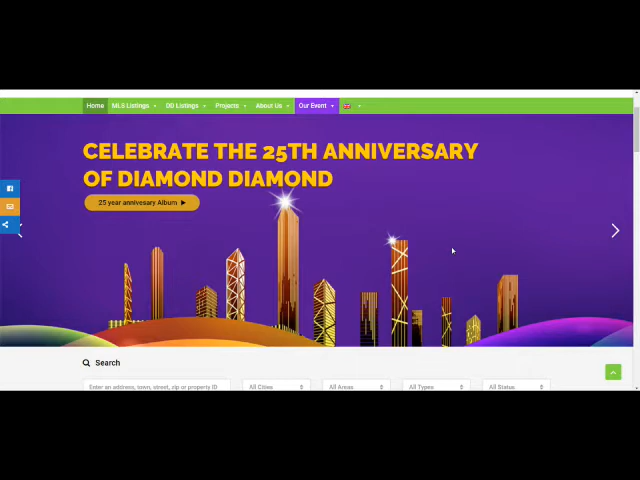 Home MLS Listings DD Listings Projects About Us Our Event
CELEBRATE THE 25TH ANNIVERSARY
OF DIAMOND DIAMOND
25 year annivesary Album
Search
Enter an address, town, street, zip or property ID All Cities All Areas All Types All Status